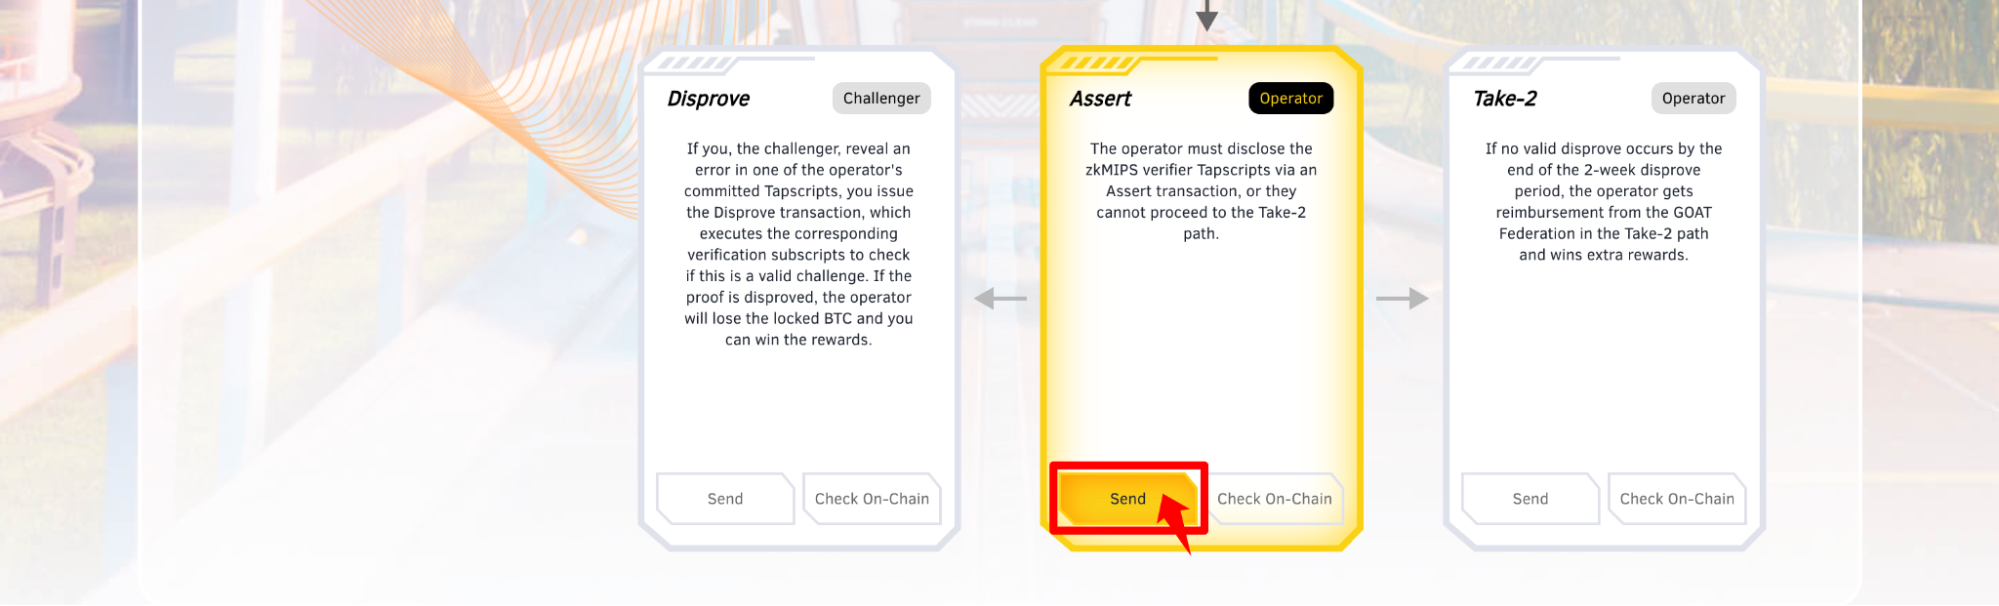 Disprove
Challenger
If you, the challenger, reveal an
error in one of the operator's
committed Tapscripts, you issue
the Disprove transaction, which
executes the corresponding
verification subscripts to check
if this is a valid challenge. If the
proof is disproved, the operator
will lose the locked BTC and you
can win the rewards.
Send
Check On-Chain
Assert
Operator
The operator must disclose the
zkMIPS verifier Tapscripts via an
Assert transaction, or they
cannot proceed to the Take-2
path.
Send
Check On-Chain
Take-2
Operator
If no valid disprove occurs by the
end of the 2-week disprove
period, the operator gets
reimbursement from the GOAT
Federation in the Take-2 path
and wins extra rewards.
Send
Check On-Chain